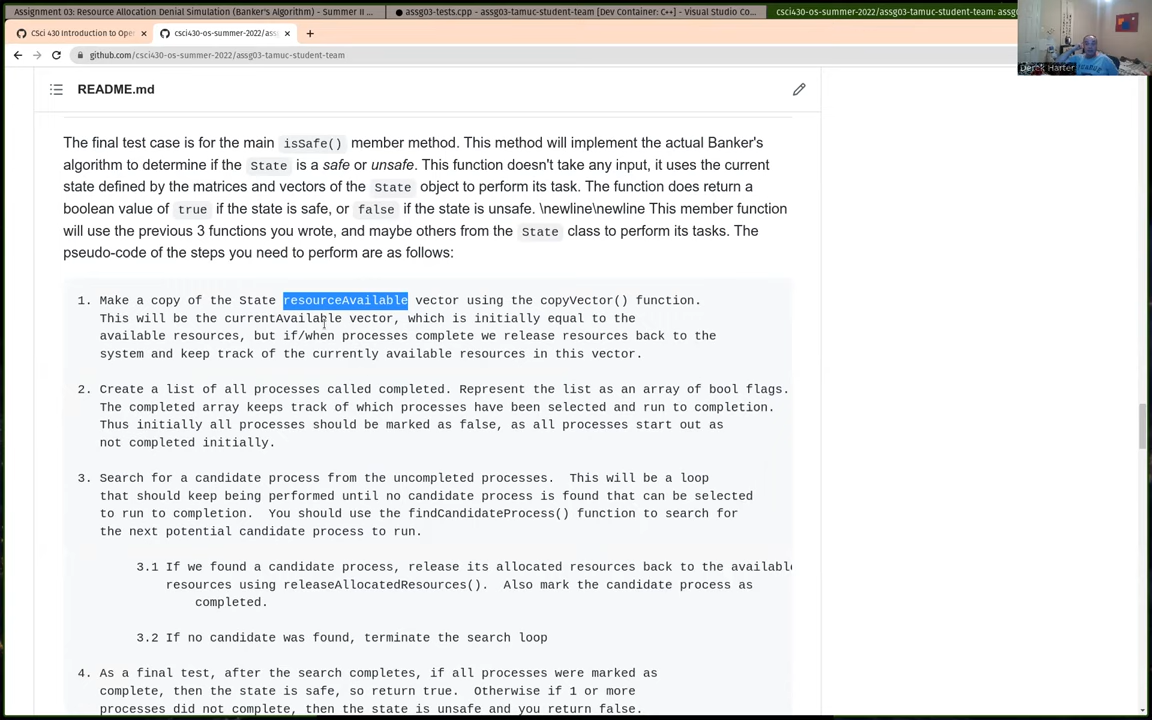 Assignment 03: Resource Allocation Denial Simulation (Banker's Algorithm) - Summer II ...
● assg03-tests.cpp - assg03-tamuc-student-team [Dev Container: C++] - Visual Studio Co...
csci430-os-summer-2022/assg03-tamuc-student-team: assg
CSci 430 Introduction to Ope
csci430-os-summer-2022/ass
github.com/csci430-os-summer-2022/assg03-tamuc-student-team
Derek Harter
README.md
The final test case is for the main isSafe() member method. This method will implement the actual Banker's
algorithm to determine if the State is a safe or unsafe. This function doesn't take any input, it uses the current
state defined by the matrices and vectors of the State object to perform its task. The function does return a
boolean value of true if the state is safe, or false if the state is unsafe. \newline\newline This member function
will use the previous 3 functions you wrote, and maybe others from the State class to perform its tasks. The
pseudo-code of the steps you need to perform are as follows:
1. Make a copy of the State resourceAvailable vector using the copyVector() function.
This will be the currentAvailable vector, which is initially equal to the
available resources, but if/when processes complete we release resources back to the
system and keep track of the currently available resources in this vector.
2. Create a list of all processes called completed. Represent the list as an array of bool flags.
The completed array keeps track of which processes have been selected and run to completion.
Thus initially all processes should be marked as false, as all processes start out as
not completed initially.
3. Search for a candidate process from the uncompleted processes.  This will be a loop
that should keep being performed until no candidate process is found that can be selected
to run to completion.  You should use the findCandidateProcess() function to search for
the next potential candidate process to run.
3.1 If we found a candidate process, release its allocated resources back to the available
resources using releaseAllocatedResources().  Also mark the candidate process as
completed.
3.2 If no candidate was found, terminate the search loop
4. As a final test, after the search completes, if all processes were marked as
complete, then the state is safe, so return true.  Otherwise if 1 or more
processes did not complete, then the state is unsafe and you return false.